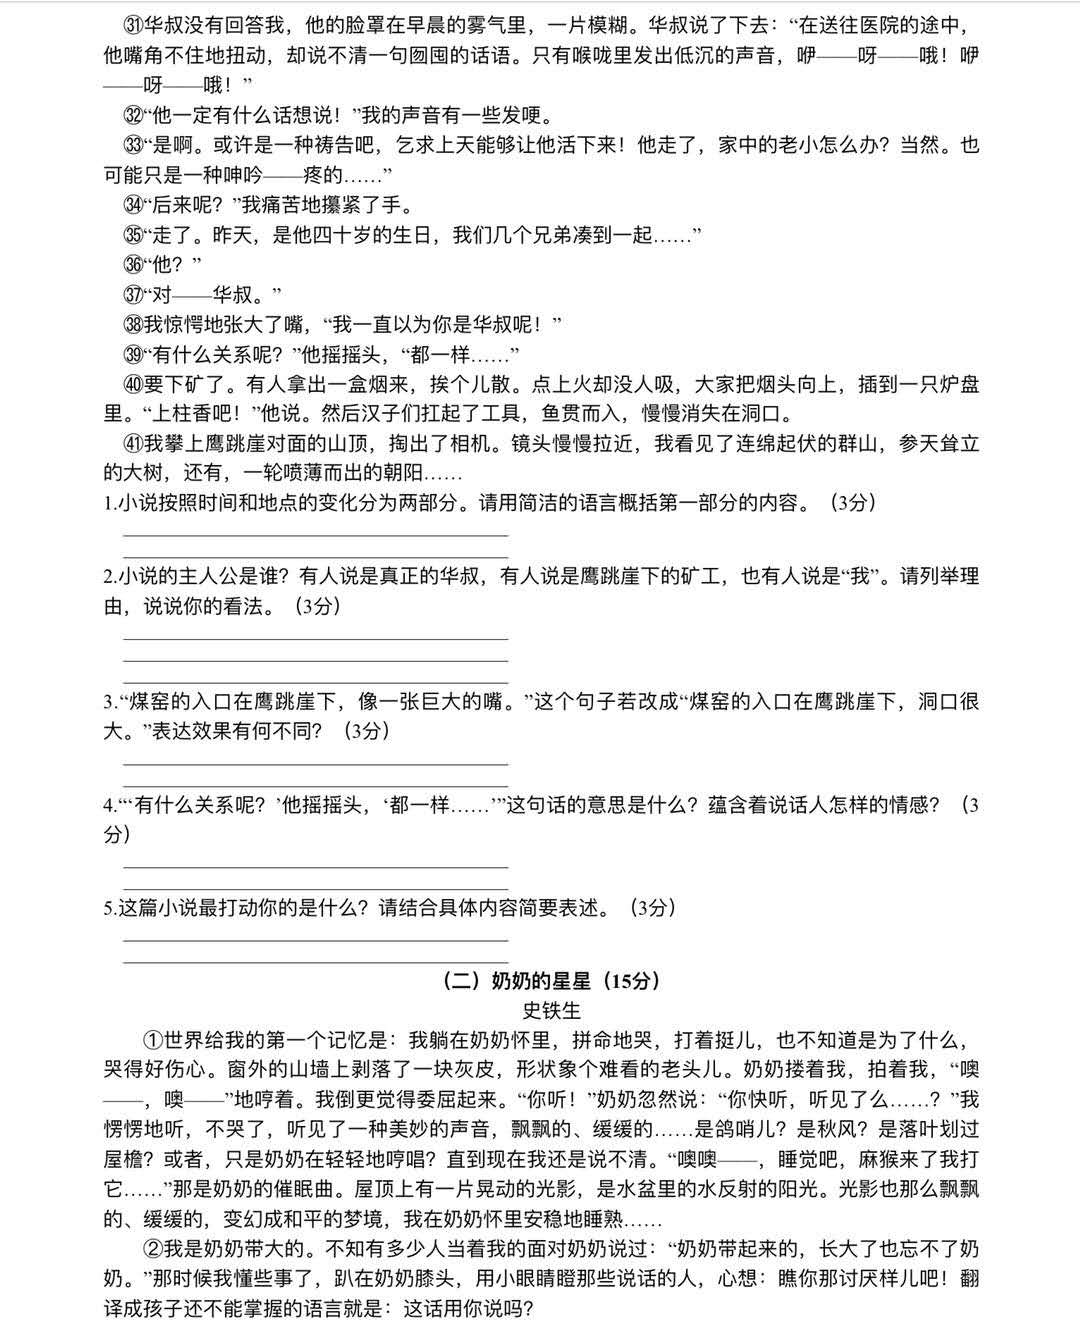 ㉛华叔没有回答我，他的脸罩在早晨的雾气里，一片模糊。华叔说了下去：“在送往医院的途中，
他嘴角不住地扭动，却说不清一句囫囵的话语。只有喉咙里发出低沉的声音，咿——呀——哦！咿
——呀——哦！”
㉜“他一定有什么话想说！”我的声音有一些发哽。
㉝“是啊。或许是一种祷告吧，乞求上天能够让他活下来！他走了，家中的老小怎么办？当然。也
可能只是一种呻吟——疼的……”
㉞“后来呢？”我痛苦地攥紧了手。
㉟“走了。昨天，是他四十岁的生日，我们几个兄弟凑到一起……”
㊱“他？”
㊲“对——华叔。”
㊳我惊愕地张大了嘴，“我一直以为你是华叔呢！”
㊴“有什么关系呢？”他摇摇头，“都一样……”
㊵要下矿了。有人拿出一盒烟来，挨个儿散。点上火却没人吸，大家把烟头向上，插到一只炉盘
里。“上柱香吧！”他说。然后汉子们扛起了工具，鱼贯而入，慢慢消失在洞口。
㊶我攀上鹰跳崖对面的山顶，掏出了相机。镜头慢慢拉近，我看见了连绵起伏的群山，参天耸立
的大树，还有，一轮喷薄而出的朝阳……
1.小说按照时间和地点的变化分为两部分。请用简洁的语言概括第一部分的内容。（3分）
2.小说的主人公是谁？有人说是真正的华叔，有人说是鹰跳崖下的矿工，也有人说是“我”。请列举理
由，说说你的看法。（3分）
3.“煤窑的入口在鹰跳崖下，像一张巨大的嘴。”这个句子若改成“煤窑的入口在鹰跳崖下，洞口很
大。”表达效果有何不同？（3分）
4.“‘有什么关系呢？’他摇摇头，‘都一样……’”这句话的意思是什么？蕴含着说话人怎样的情感？（3
分）
5.这篇小说最打动你的是什么？请结合具体内容简要表述。（3分）
（二）奶奶的星星（15分）
史铁生
①世界给我的第一个记忆是：我躺在奶奶怀里，拼命地哭，打着挺儿，也不知道是为了什么，
哭得好伤心。窗外的山墙上剥落了一块灰皮，形状象个难看的老头儿。奶奶搂着我，拍着我，“噢
——，噢——”地哼着。我倒更觉得委屈起来。“你听！”奶奶忽然说：“你快听，听见了么……？”我
愣愣地听，不哭了，听见了一种美妙的声音，飘飘的、缓缓的……是鸽哨儿？是秋风？是落叶划过
屋檐？或者，只是奶奶在轻轻地哼唱？直到现在我还是说不清。“噢噢——，睡觉吧，麻猴来了我打
它……”那是奶奶的催眠曲。屋顶上有一片晃动的光影，是水盆里的水反射的阳光。光影也那么飘飘
的、缓缓的，变幻成和平的梦境，我在奶奶怀里安稳地睡熟……
②我是奶奶带大的。不知有多少人当着我的面对奶奶说过：“奶奶带起来的，长大了也忘不了奶
奶。”那时候我懂些事了，趴在奶奶膝头，用小眼睛瞪那些说话的人，心想：瞧你那讨厌样儿吧！翻
译成孩子还不能掌握的语言就是：这话用你说吗？